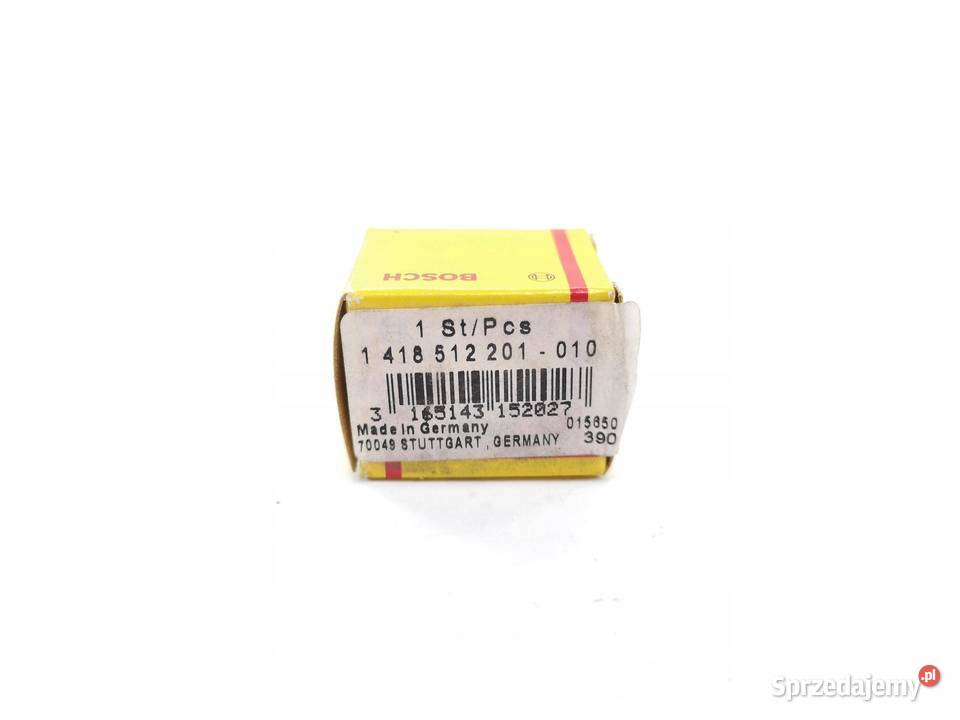 BOSCH
1 St/Pcs
1 418 512 201 - 010
3 165143 152027
Made in Germany
015650
70049 STUTTGART, GERMANY
390
Sprzedajemy.pl